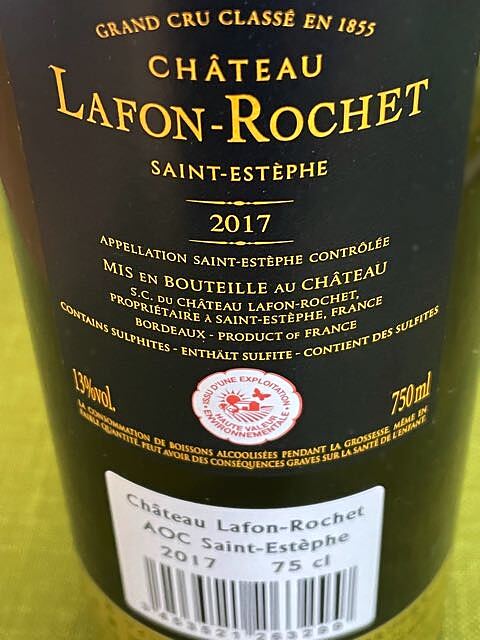 GRAND CRU CLASSÉ EN 1855
CHÂTEAU
LAFON-ROCHET
SAINT-ESTÈPHE
2017
APPELLATION SAINT-ESTÈPHE CONTRÔLÉE
MIS EN BOUTEILLE AU CHÂTEAU
S.C. DU CHÂTEAU LAFON-ROCHET,
PROPRIÉTAIRE À SAINT-ESTÈPHE, FRANCE
BORDEAUX - PRODUCT OF FRANCE
CONTAINS SULPHITES - ENTHÄLT SULFITE - CONTIENT DES SULFITES
13%vol.
ISSU D'UNE EXPLOITATION
HAUTE VALEUR
ENVIRONNEMENTALE
750 ml
LA CONSOMMATION DE BOISSONS ALCOOLISÉES PENDANT LA GROSSESSE, MÊME EN
FAIBLE QUANTITÉ, PEUT AVOIR DES CONSÉQUENCES GRAVES SUR LA SANTÉ DE L'ENFANT.
Château Lafon-Rochet
AOC Saint-Estèphe
2017 75 cl